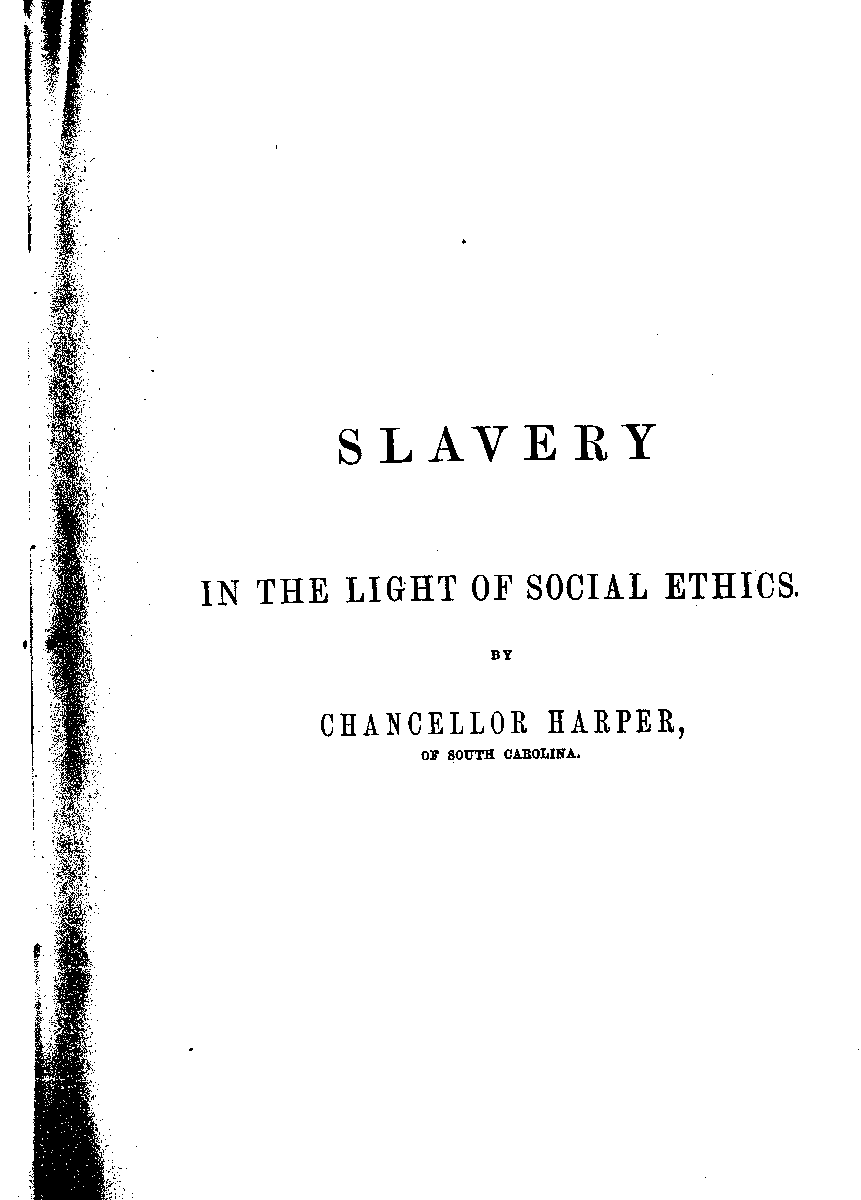 SLAVERY
IN THE LIGHT OF SOCIAL ETHICS.
BY
CHANCELLOR HARPER,
OF SOUTH CAROLINA.